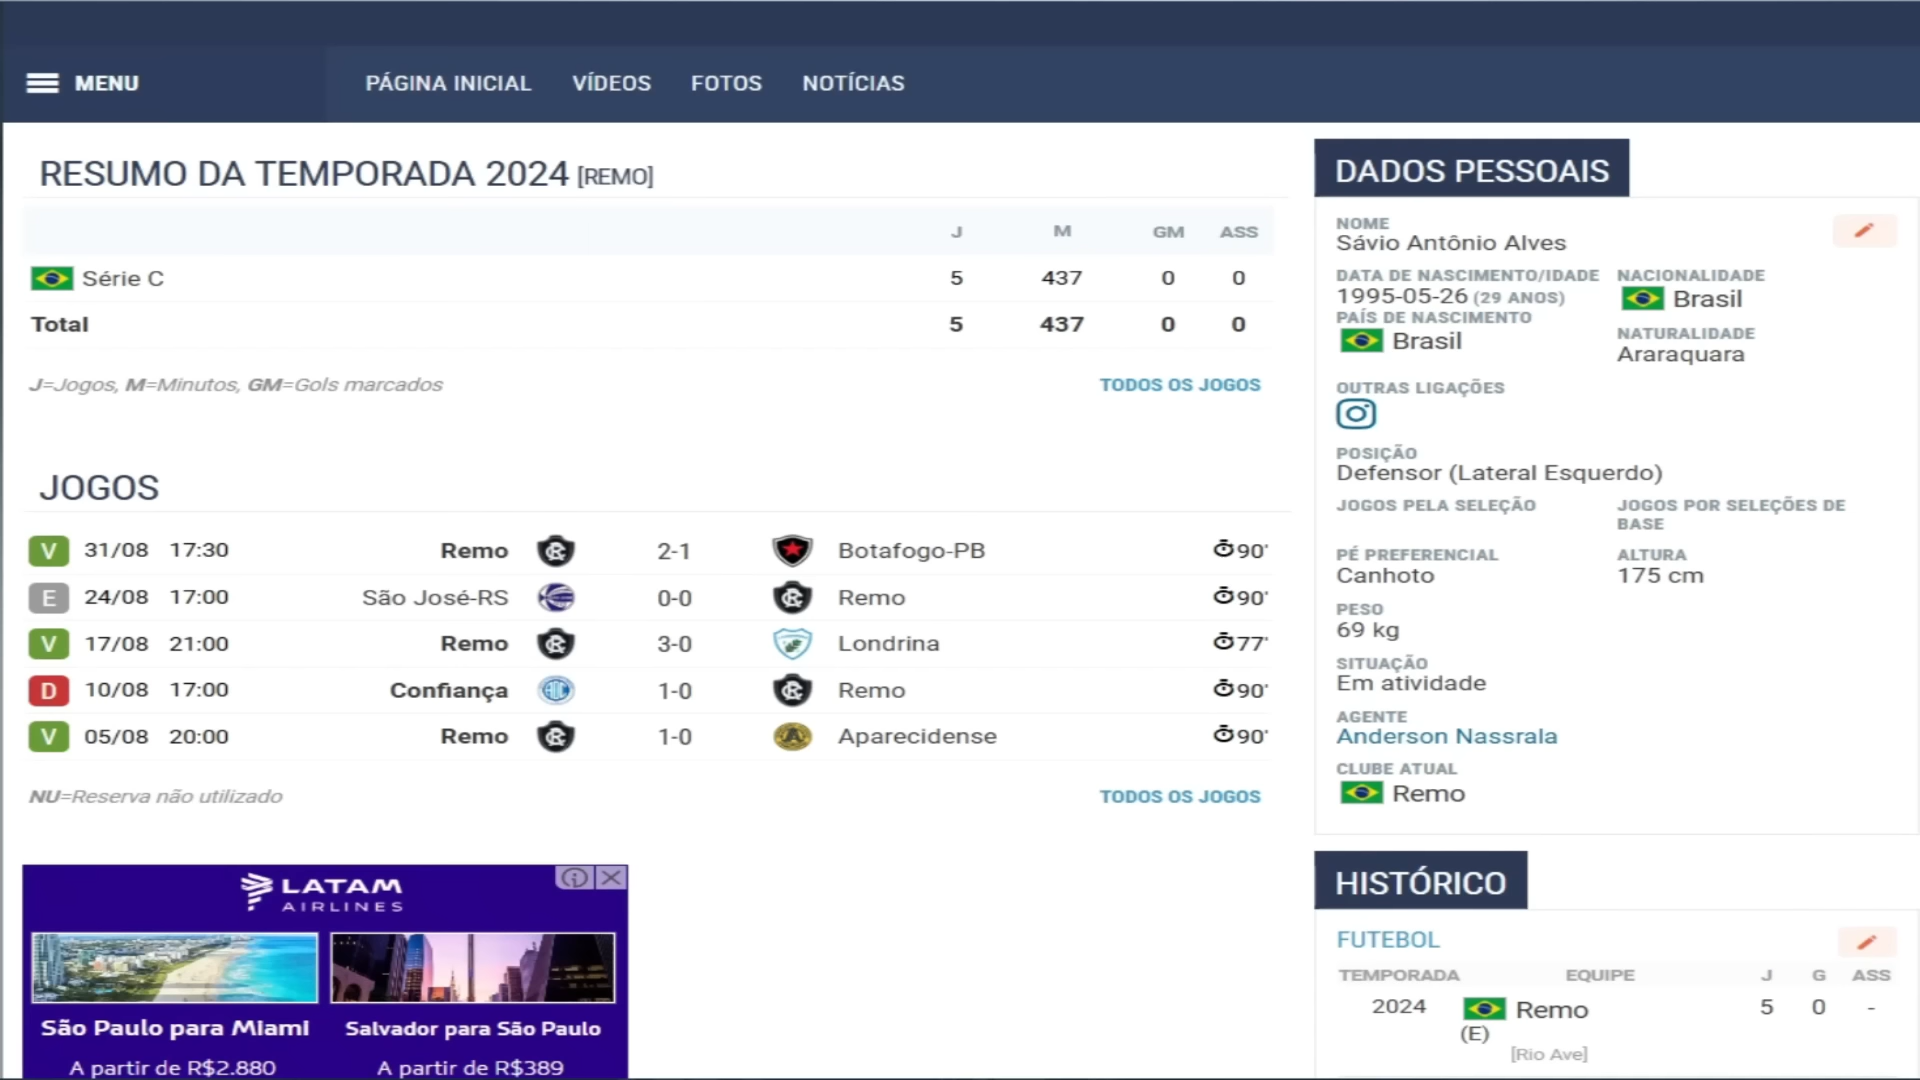 MENU
PÁGINA INICIAL VÍDEOS FOTOS NOTÍCIAS
RESUMO DA TEMPORADA 2024 [REMO]
J M GM ASS
Série C 5 437 0 0
Total 5 437 0 0
J=Jogos, M=Minutos, GM=Gols marcados TODOS OS JOGOS
JOGOS
V 31/08 17:30 Remo 2-1 Botafogo-PB 90'
E 24/08 17:00 São José-RS 0-0 Remo 90'
V 17/08 21:00 Remo 3-0 Londrina 77'
D 10/08 17:00 Confiança 1-0 Remo 90'
V 05/08 20:00 Remo 1-0 Aparecidense 90'
NU=Reserva não utilizado TODOS OS JOGOS
LATAM
AIRLINES
São Paulo para Miami
A partir de R$2.880
Salvador para São Paulo
A partir de R$389
DADOS PESSOAIS
NOME
Sávio Antônio Alves
DATA DE NASCIMENTO/IDADE
1995-05-26 (29 ANOS)
NACIONALIDADE
Brasil
PAÍS DE NASCIMENTO
Brasil
NATURALIDADE
Araraquara
OUTRAS LIGAÇÕES
POSIÇÃO
Defensor (Lateral Esquerdo)
JOGOS PELA SELEÇÃO
JOGOS POR SELEÇÕES DE
BASE
PÉ PREFERENCIAL
Canhoto
ALTURA
175 cm
PESO
69 kg
SITUAÇÃO
Em atividade
AGENTE
Anderson Nassrala
CLUBE ATUAL
Remo
HISTÓRICO
FUTEBOL
TEMPORADA EQUIPE J G ASS
2024 Remo 5 0 -
(E)
[Rio Ave]